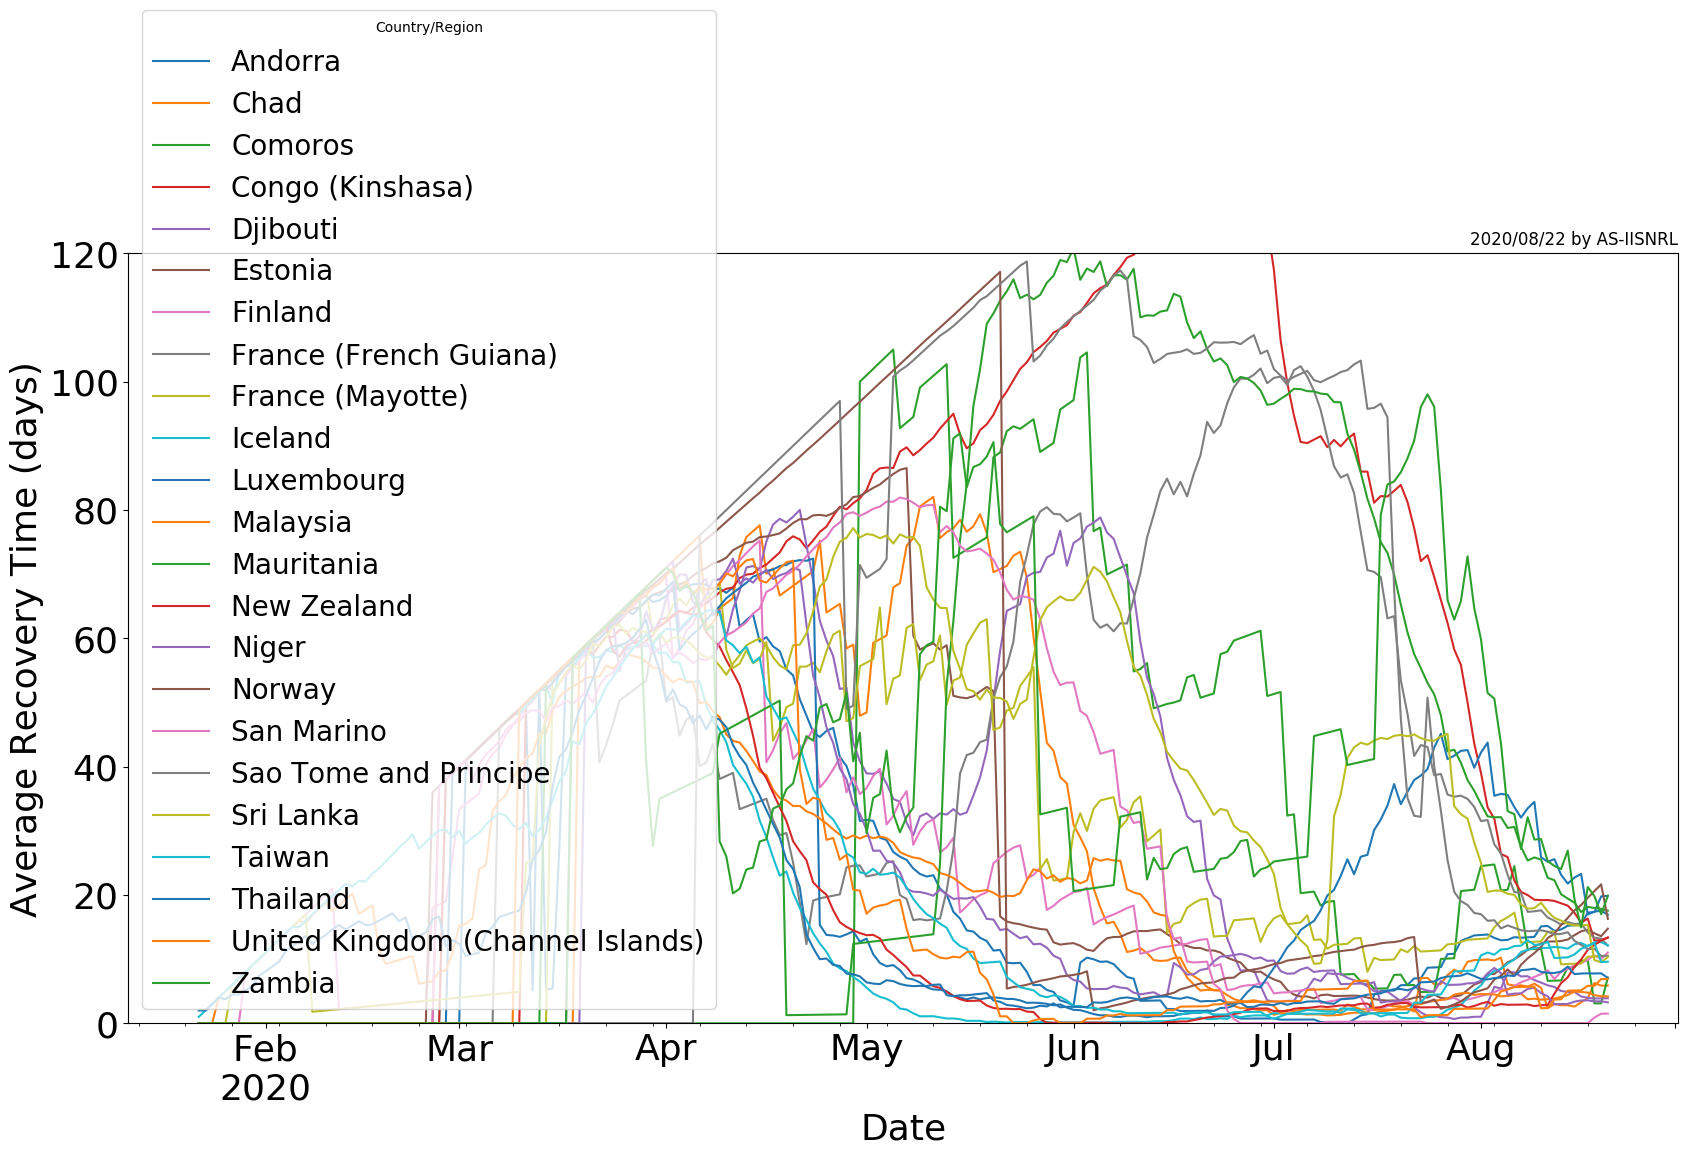 Country/Region
Andorra
Chad
Comoros
Congo (Kinshasa)
Djibouti
Estonia
Finland
France (French Guiana)
France (Mayotte)
Iceland
Luxembourg
Malaysia
Mauritania
New Zealand
Niger
Norway
San Marino
Sao Tome and Principe
Sri Lanka
Taiwan
Thailand
United Kingdom (Channel Islands)
Zambia
2020/08/22 by AS-IISNRL
Average Recovery Time (days)
120
100
80
60
40
20
0
Feb Mar Apr May Jun Jul Aug
2020
Date